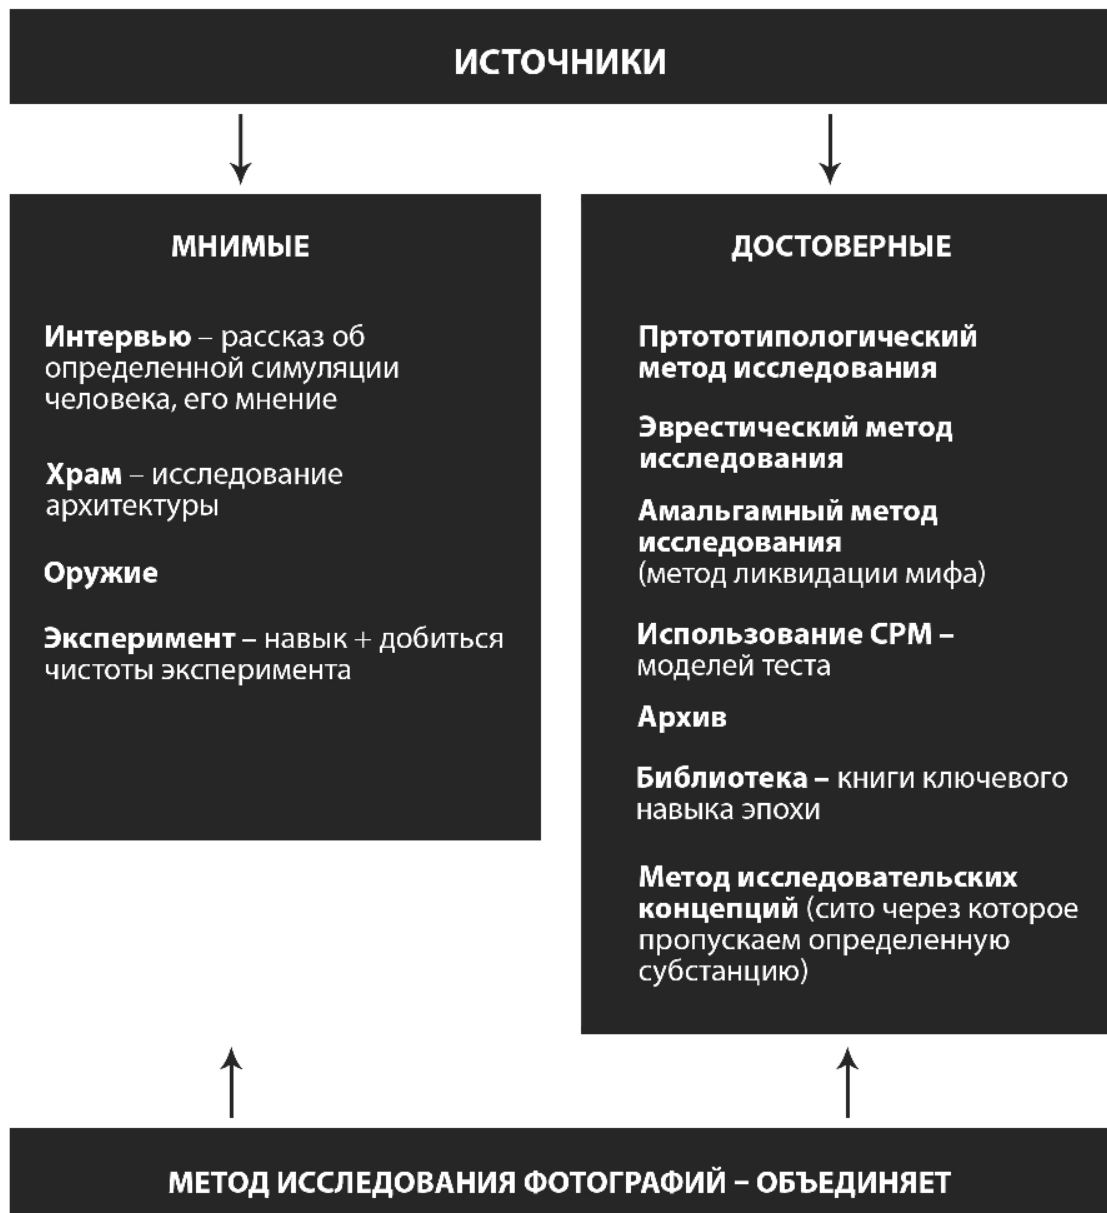 ИСТОЧНИКИ
МНИМЫЕ
Интервью – рассказ об
определенной симуляции
человека, его мнение
Храм – исследование
архитектуры
Оружие
Эксперимент – навык + добиться
чистоты эксперимента
ДОСТОВЕРНЫЕ
Пртототипологический
метод исследования
Эврестический метод
исследования
Амальгамный метод
исследования
(метод ликвидации мифа)
Использование СРМ –
моделей теста
Архив
Библиотека – книги ключевого
навыка эпохи
Метод исследовательских
концепций (сито через которое
пропускаем определенную
субстанцию)
МЕТОД ИССЛЕДОВАНИЯ ФОТОГРАФИЙ – ОБЪЕДИНЯЕТ